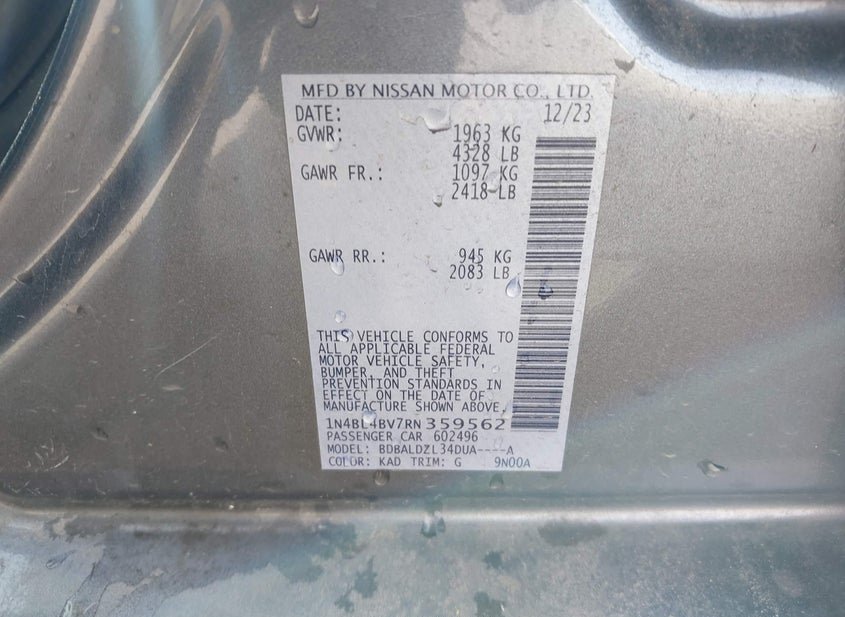 MFD BY NISSAN MOTOR CO., LTD.
DATE: 12/23
GVWR: 1963 KG
4328 LB
GAWR FR.: 1097 KG
2418 LB
GAWR RR.: 945 KG
2083 LB
THIS VEHICLE CONFORMS TO
ALL APPLICABLE FEDERAL
MOTOR VEHICLE SAFETY,
BUMPER, AND THEFT
PREVENTION STANDARDS IN
EFFECT ON THE DATE OF
MANUFACTURE SHOWN ABOVE.
1N4BL4BV7RN359562
PASSENGER CAR 602496
MODEL: BDBALDZL34DUA----A
COLOR: KAD TRIM: G 9N00A